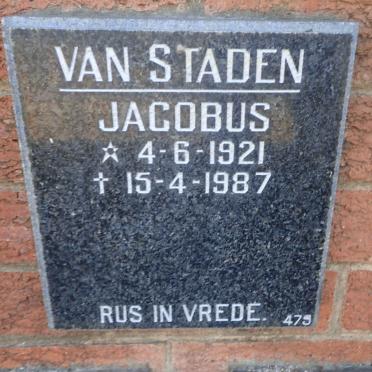 VAN STADEN
JACOBUS
☆ 4-6-1921
† 15-4-1987
RUS IN VREDE.
475